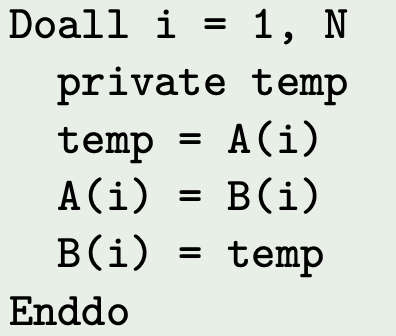 Doall i = 1, N
private temp
temp = A(i)
A(i) = B(i)
B(i) = temp
Enddo